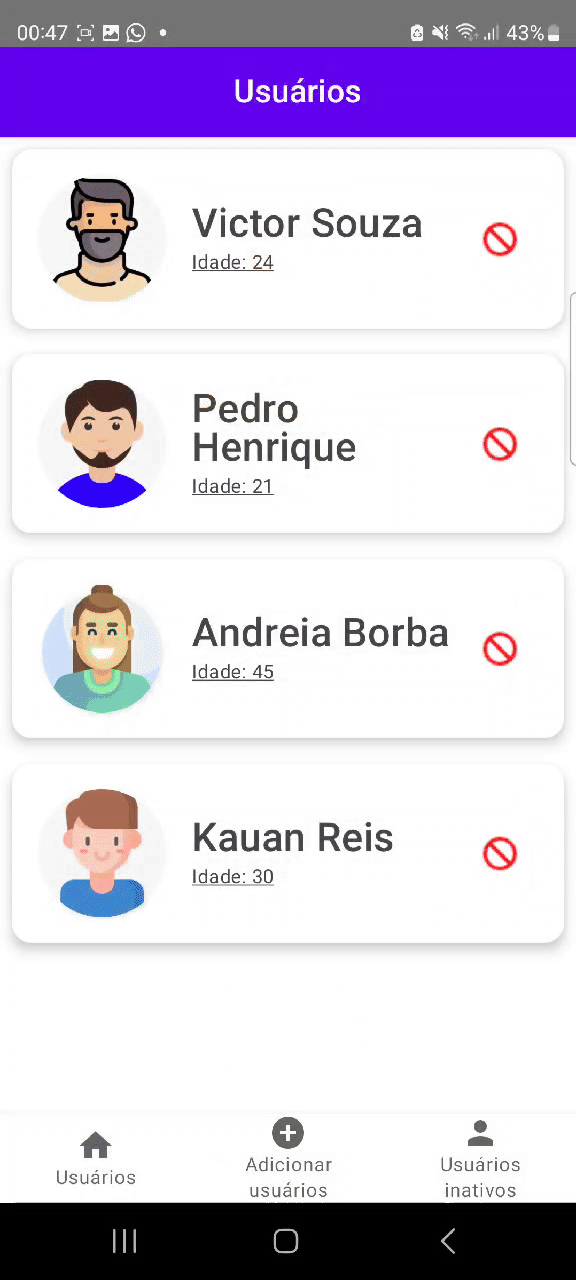 00:47 43%
Usuários
Victor Souza
Idade: 24
Pedro
Henrique
Idade: 21
Andreia Borba
Idade: 45
Kauan Reis
Idade: 30
Usuários
Adicionar
usuários
Usuários
inativos